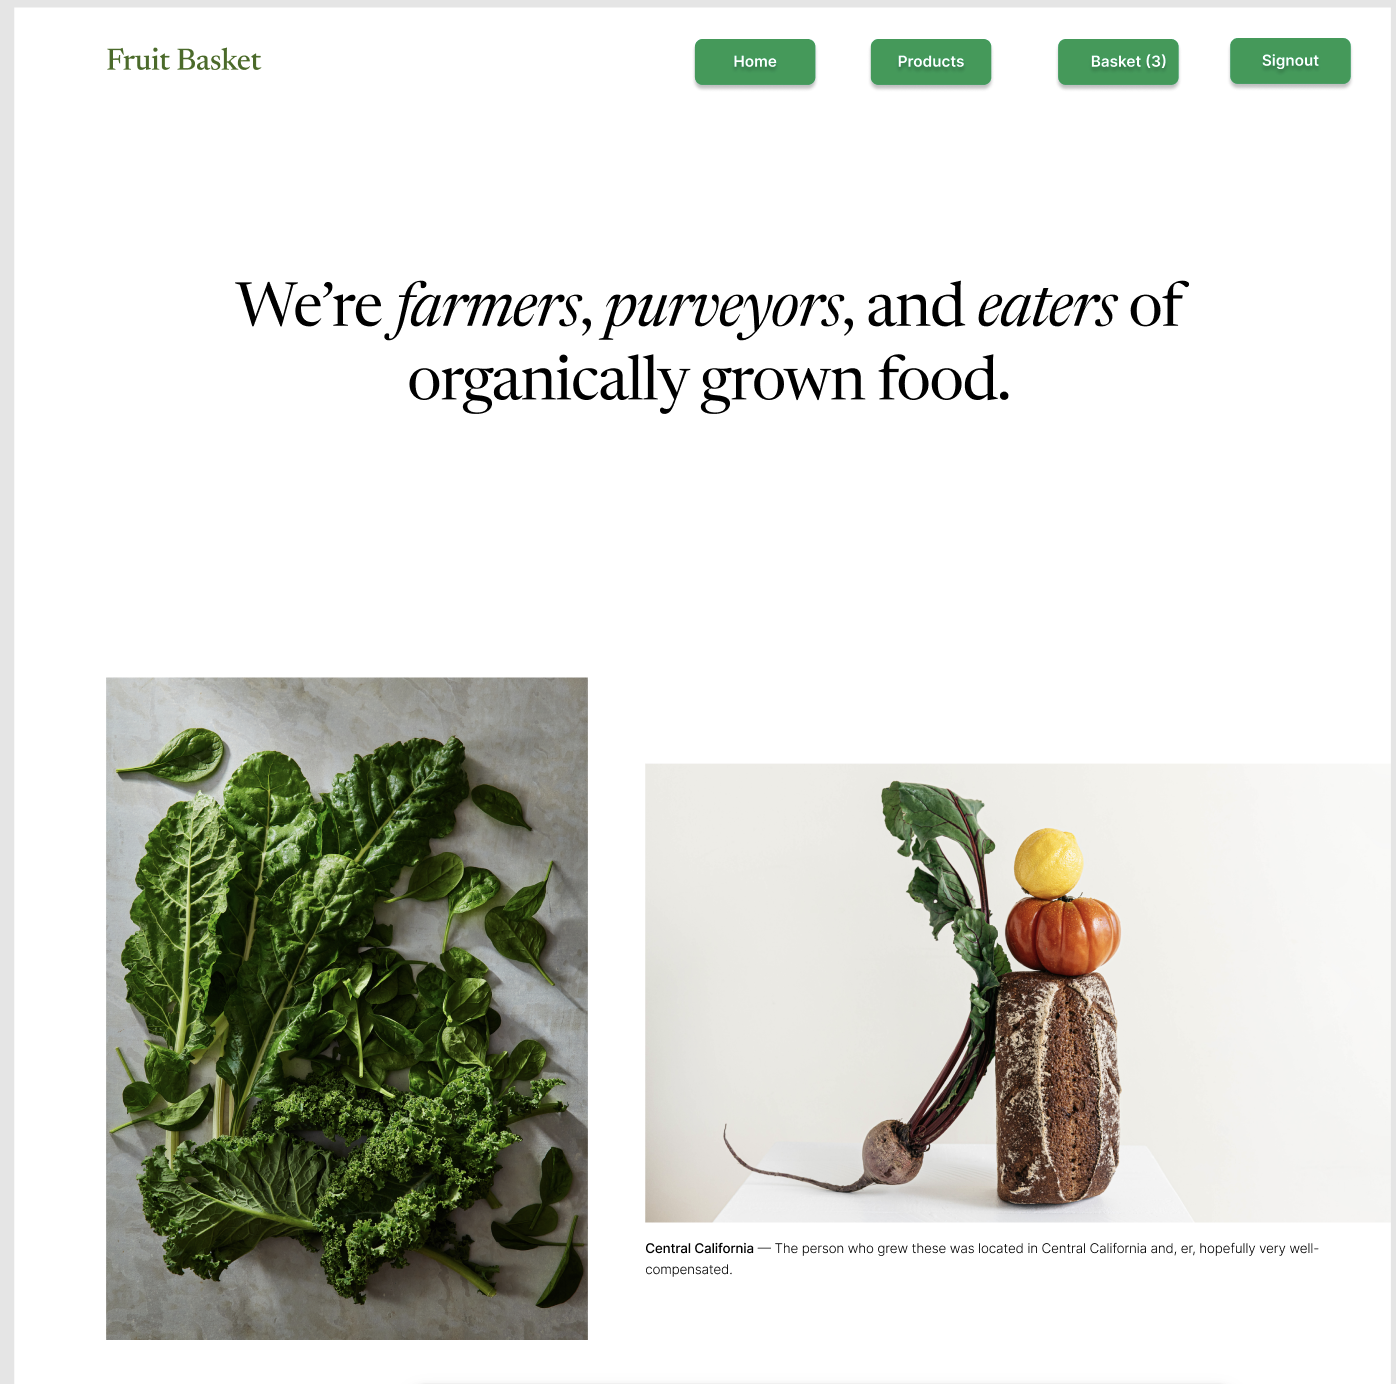 Fruit Basket
Home
Products
Basket (3)
Signout
We’re farmers, purveyors, and eaters of
organically grown food.
Central California — The person who grew these was located in Central California and, er, hopefully very well-
compensated.